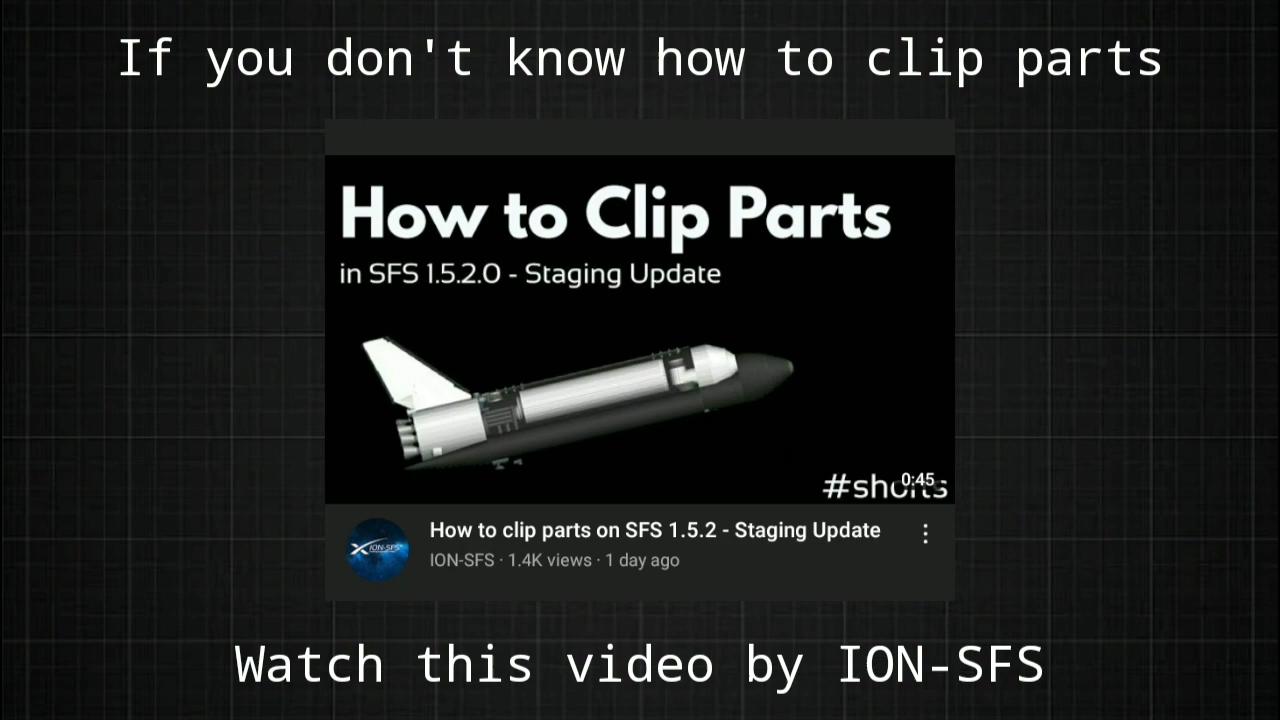 If you don't know how to clip parts
How to Clip Parts
in SFS 1.5.2.0 - Staging Update
#shorts
0:45
How to clip parts on SFS 1.5.2 - Staging Update
ION-SFS
ION-SFS · 1.4K views · 1 day ago
Watch this video by ION-SFS